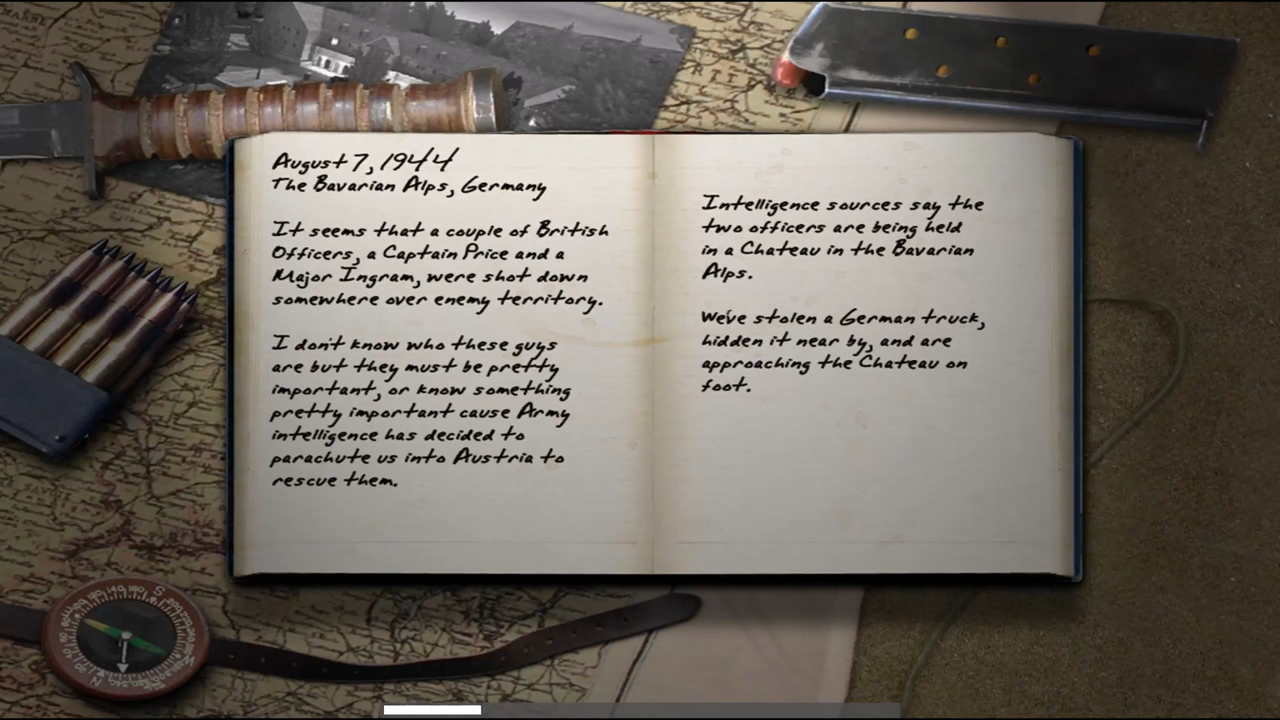 August 7, 1944
The Bavarian Alps, Germany
It seems that a couple of British
Officers, a Captain Price and a
Major Ingram, were shot down
somewhere over enemy territory.
I don't know who these guys
are but they must be pretty
important, or know something
pretty important cause Army
intelligence has decided to
parachute us into Austria to
rescue them.
Intelligence sources say the
two officers are being held
in a Chateau in the Bavarian
Alps.
We've stolen a German truck,
hidden it near by, and are
approaching the Chateau on
foot.